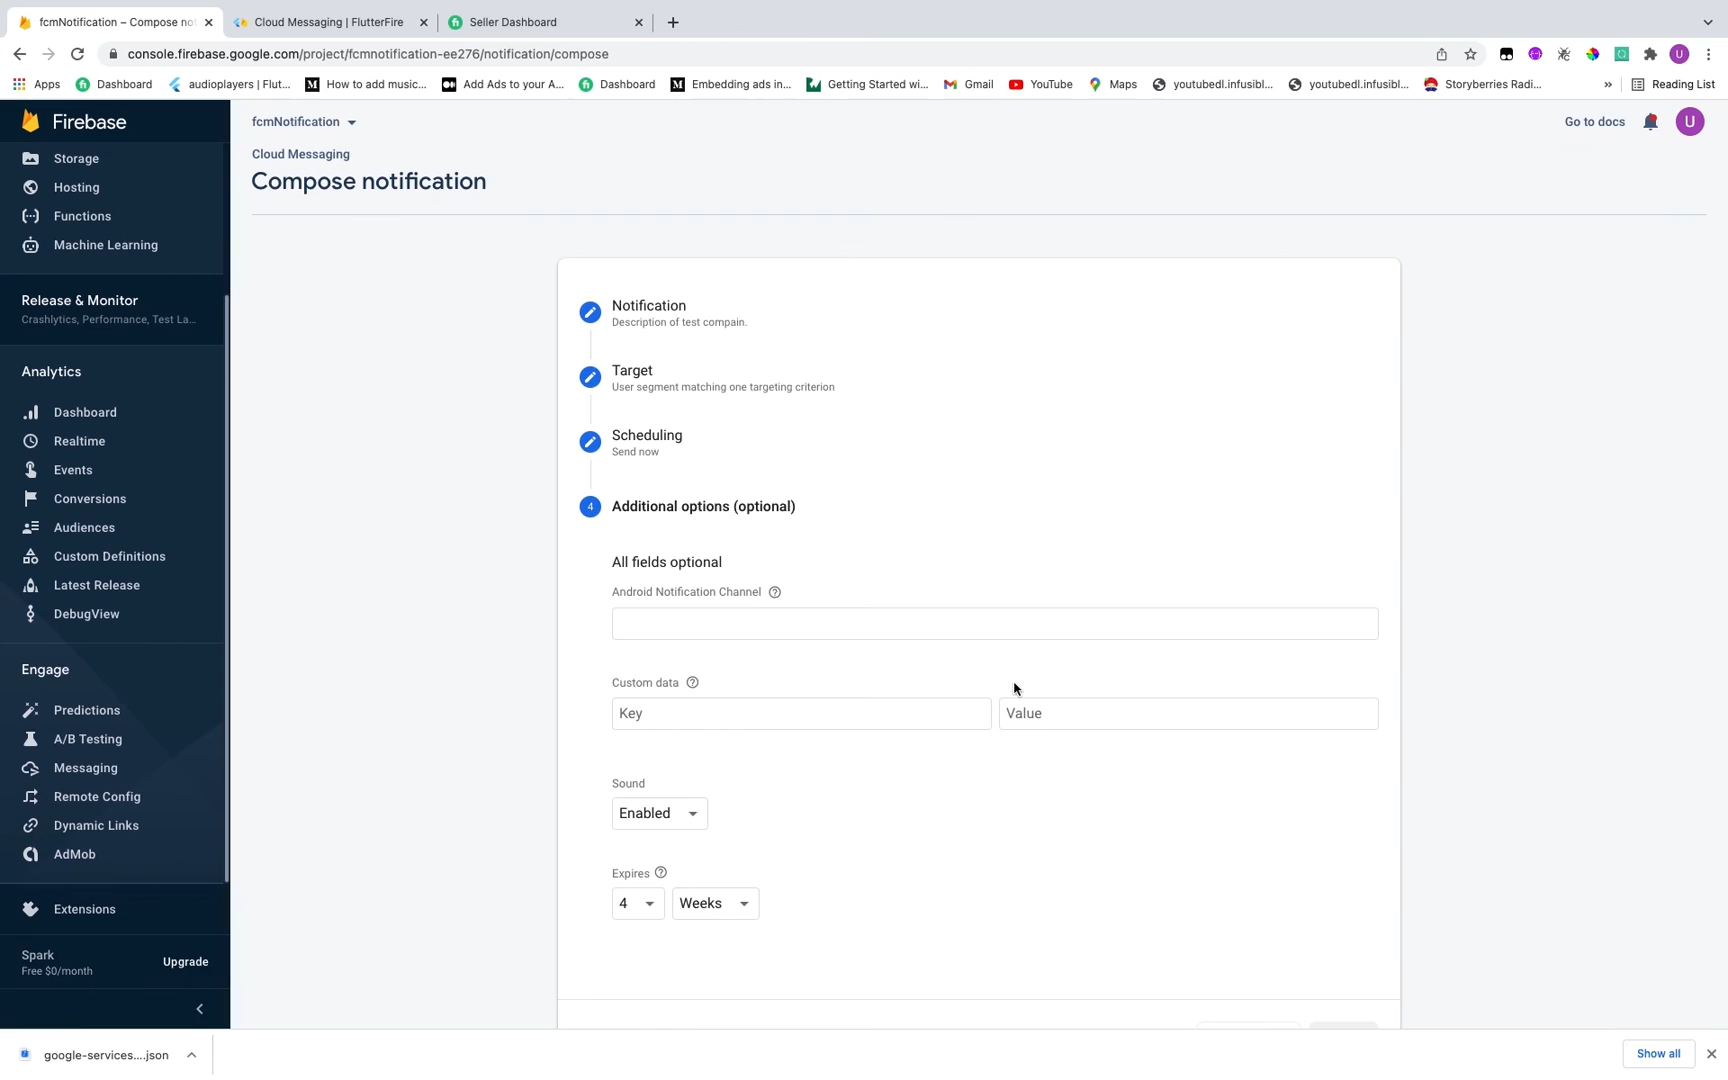 fcmNotification – Compose no
Cloud Messaging | FlutterFire
Seller Dashboard
console.firebase.google.com/project/fcmnotification-ee276/notification/compose
U
Apps
Dashboard
audioplayers | Flut...
How to add music...
Add Ads to your A...
Dashboard
Embedding ads in...
Getting Started wi...
Gmail
YouTube
Maps
youtubedl.infusibl...
youtubedl.infusibl...
Storyberries Radi...
»
Reading List
Firebase
fcmNotification
Go to docs
U
Cloud Messaging
Compose notification
Storage
Hosting
Functions
Machine Learning
Release & Monitor
Crashlytics, Performance, Test La...
Analytics
Dashboard
Realtime
Events
Conversions
Audiences
Custom Definitions
Latest Release
DebugView
Engage
Predictions
A/B Testing
Messaging
Remote Config
Dynamic Links
AdMob
Extensions
Spark
Free $0/month
Upgrade
Notification
Description of test compain.
Target
User segment matching one targeting criterion
Scheduling
Send now
4
Additional options (optional)
All fields optional
Android Notification Channel
Custom data
Key
Value
Sound
Enabled
Expires
4
Weeks
google-services....json
Show all